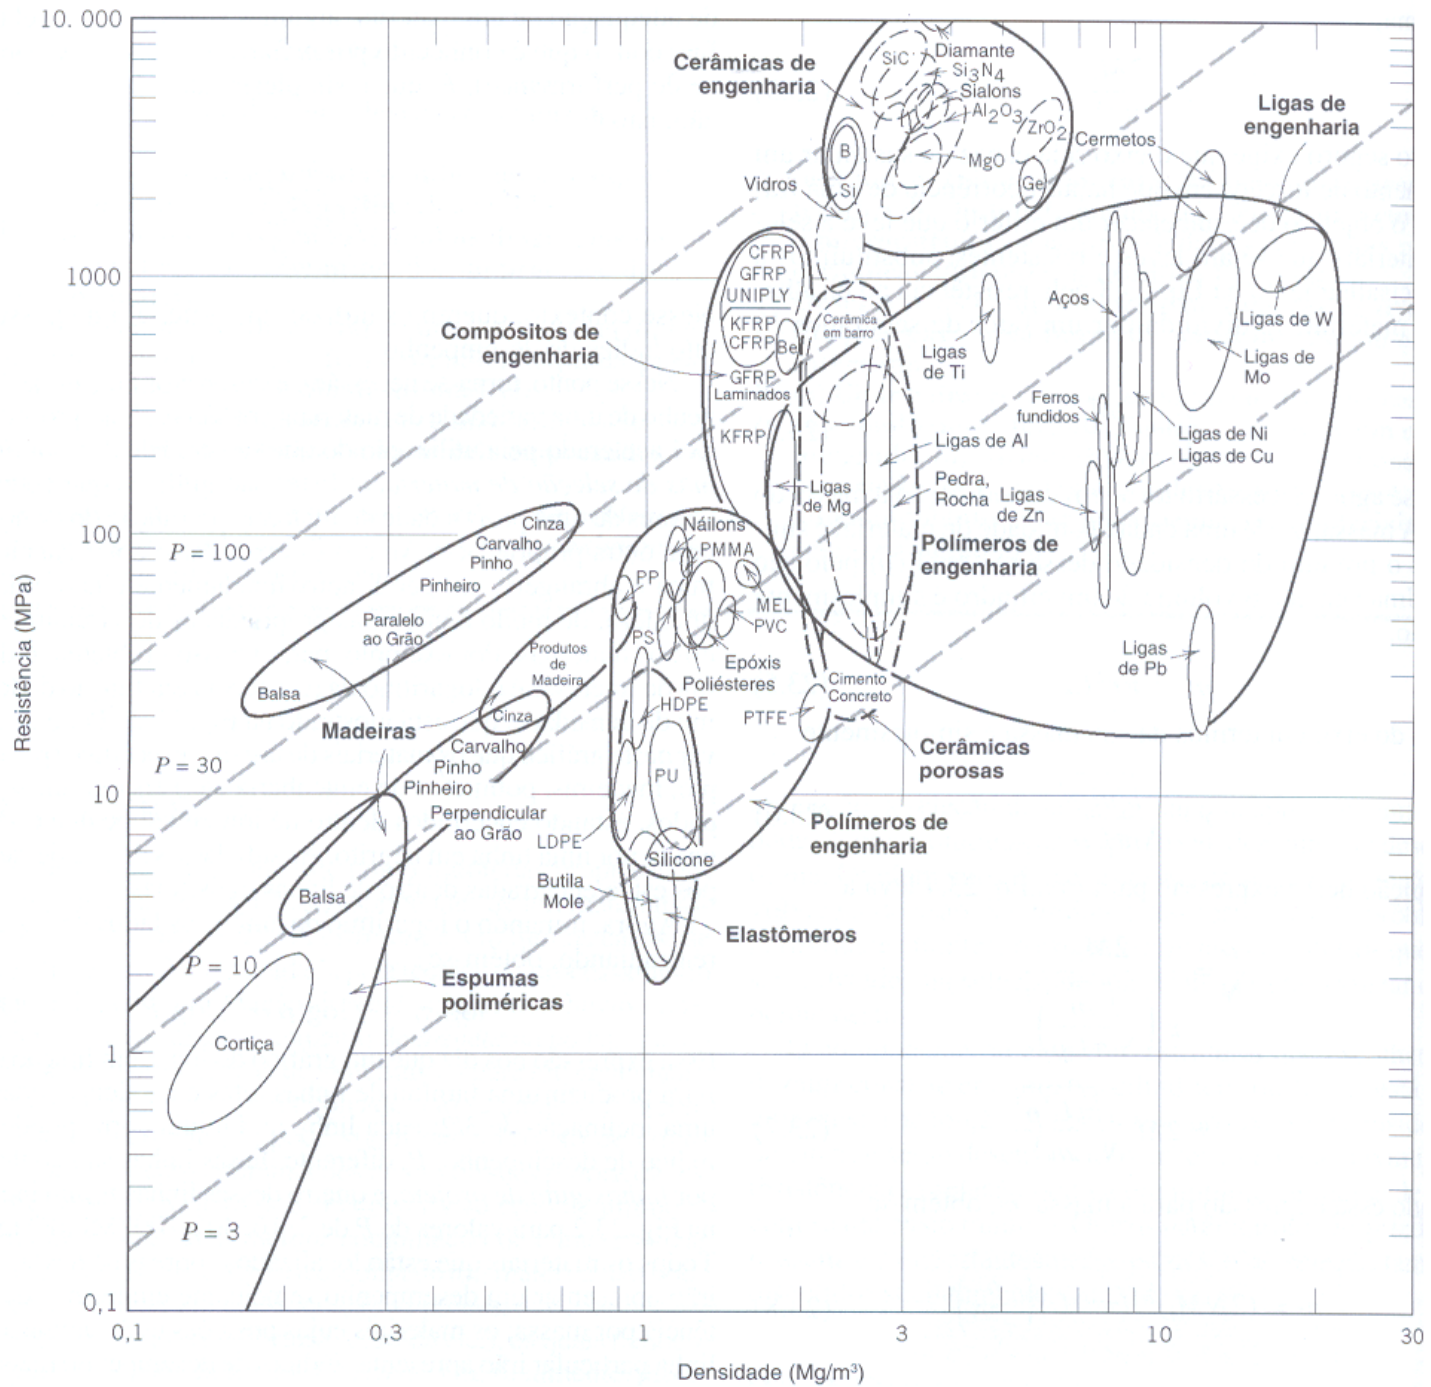 10.000
1000
100
10
1
0,1
Resistência (MPa)
0,1
0,3
1
3
10
30
Densidade (Mg/m³)
Cerâmicas de
engenharia
SiC
Diamante
Si3N4
Sialons
Al2O3
ZrO2
MgO
B
Si
Ge
Vidros
Cermetos
Ligas de
engenharia
CFRP
GFRP
UNIPLY
KFRP
CFRP
Be
GFRP
Laminados
KFRP
Compósitos de
engenharia
Cerâmica
em barro
Ligas
de Ti
Aços
Ligas de W
Ligas de
Mo
Ferros
fundidos
Ligas de Ni
Ligas de Cu
Ligas de Al
Pedra,
Rocha
Ligas
de Zn
Ligas
de Mg
Polímeros de
engenharia
P = 100
Cinza
Carvalho
Pinho
Pinheiro
Paralelo
ao Grão
Balsa
Náilons
PMMA
PP
MEL
PVC
PS
Epóxis
Poliésteres
HDPE
PTFE
Cimento
Concreto
Ligas
de Pb
Produtos
de
Madeira
Cinza
Madeiras
Carvalho
Pinho
Pinheiro
Perpendicular
ao Grão
P = 30
Cerâmicas
porosas
PU
LDPE
Silicone
Polímeros de
engenharia
Butila
Mole
Elastômeros
Balsa
P = 10
Espumas
poliméricas
Cortiça
P = 3